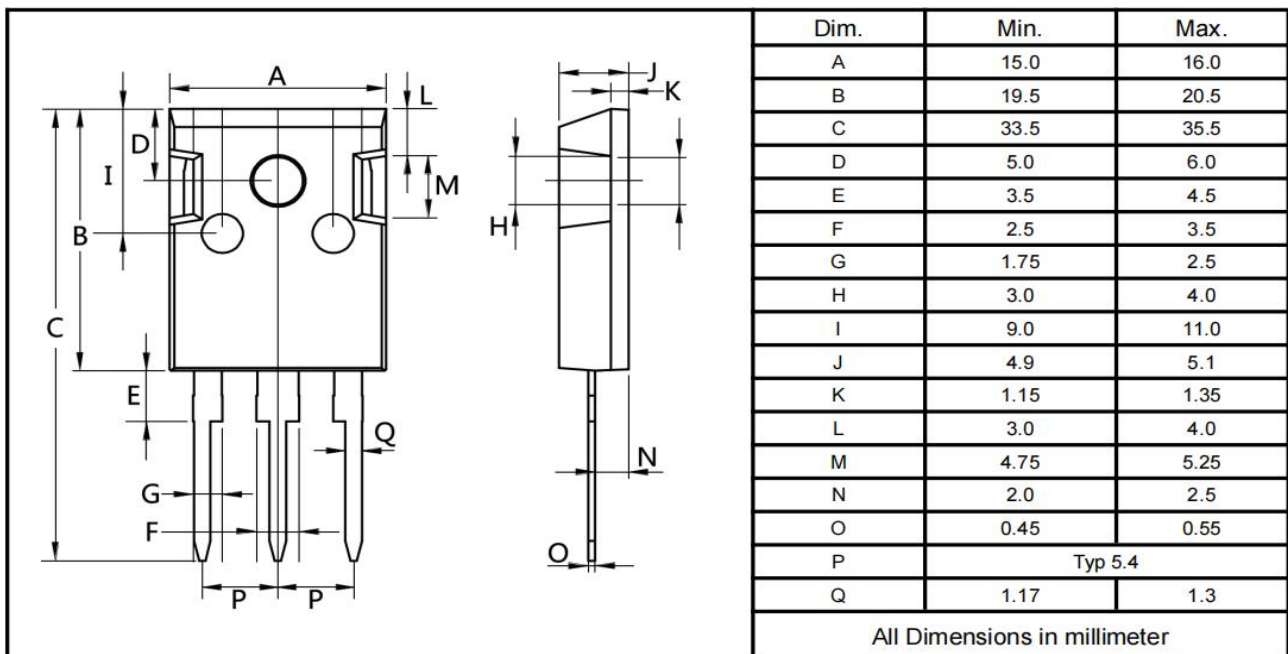 A
L
J
K
D
I
M
H
B
C
E
Q
N
G
F
O
P P
Dim. Min. Max.
A 15.0 16.0
B 19.5 20.5
C 33.5 35.5
D 5.0 6.0
E 3.5 4.5
F 2.5 3.5
G 1.75 2.5
H 3.0 4.0
I 9.0 11.0
J 4.9 5.1
K 1.15 1.35
L 3.0 4.0
M 4.75 5.25
N 2.0 2.5
O 0.45 0.55
P Typ 5.4
Q 1.17 1.3
All Dimensions in millimeter